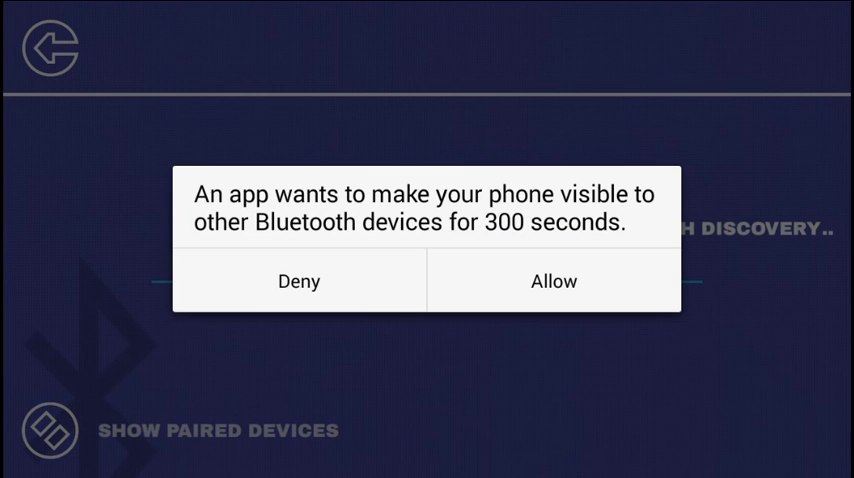 An app wants to make your phone visible to
other Bluetooth devices for 300 seconds.
H DISCOVERY..
Deny
Allow
SHOW PAIRED DEVICES